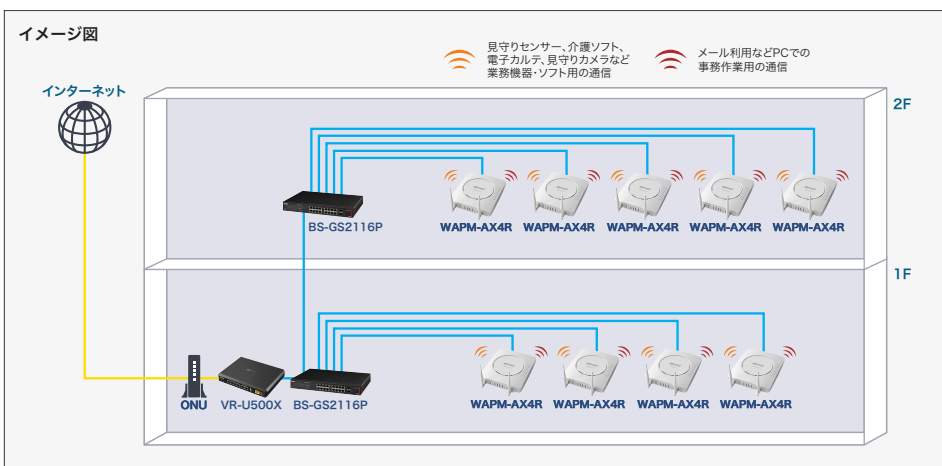 イメージ図
見守りセンサー、介護ソフト、
電子カルテ、見守りカメラなど
業務機器・ソフト用の通信
メール利用などPCでの
事務作業用の通信
インターネット
2F
BS-GS2116P
WAPM-AX4R
WAPM-AX4R
WAPM-AX4R
WAPM-AX4R
WAPM-AX4R
1F
ONU
VR-U500X
BS-GS2116P
WAPM-AX4R
WAPM-AX4R
WAPM-AX4R
WAPM-AX4R